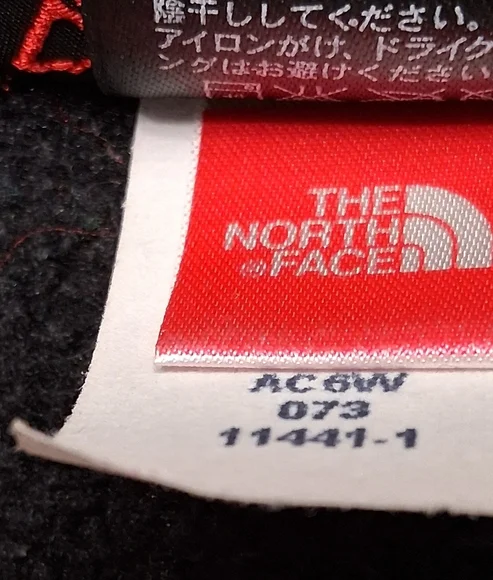 陰干ししてください。
アイロンがけ、ドライク
ングはお避けください
THE
NORTH
FACE
AC6W
073
11441-1